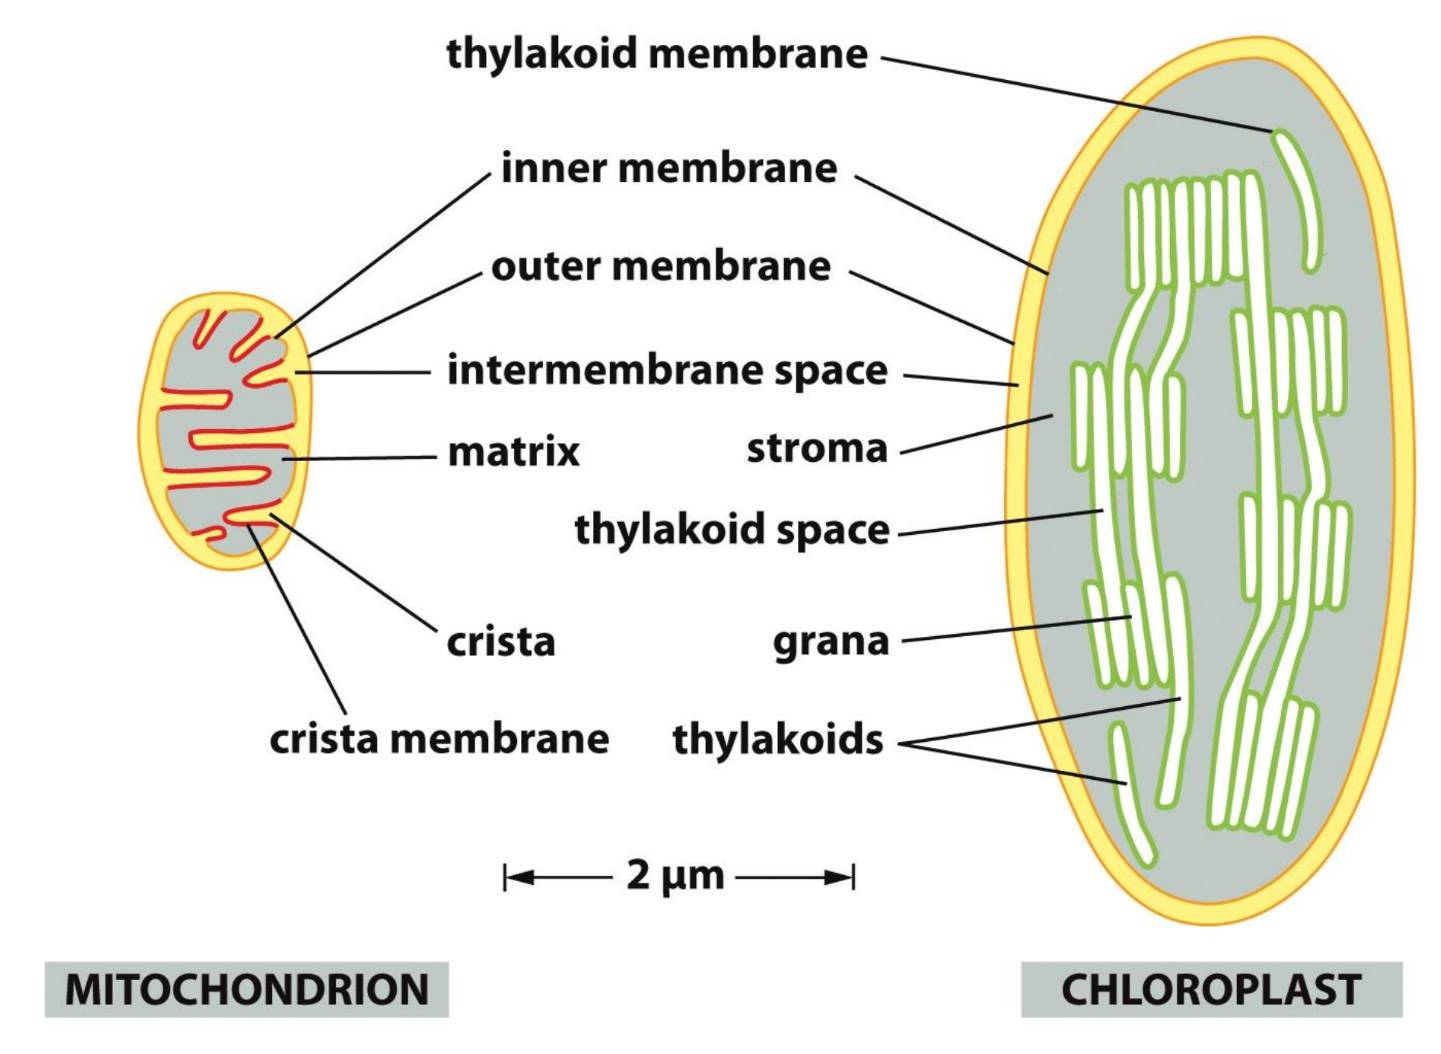 thylakoid membrane
inner membrane
outer membrane
intermembrane space
matrix
stroma
thylakoid space
crista
grana
crista membrane
thylakoids
2 µm
MITOCHONDRION
CHLOROPLAST